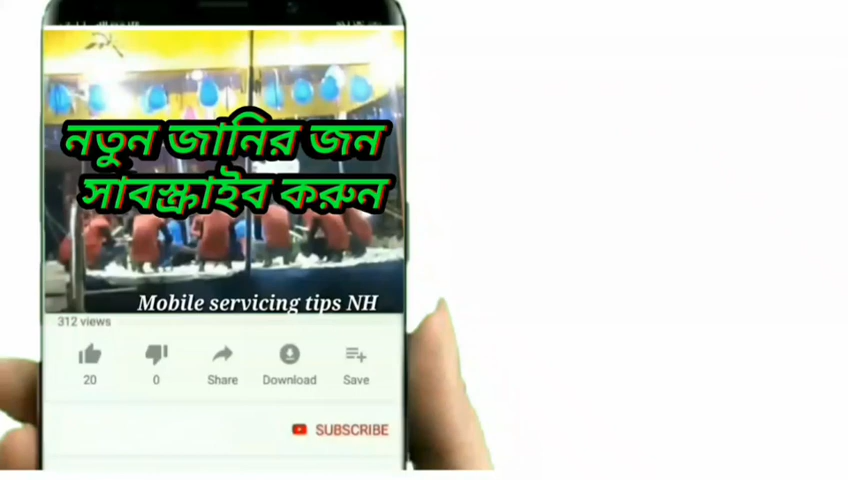 নতুন জানির জন
সাবস্ক্রাইব করুন
Mobile servicing tips NH
312 views
20
0
Share
Download
Save
SUBSCRIBE